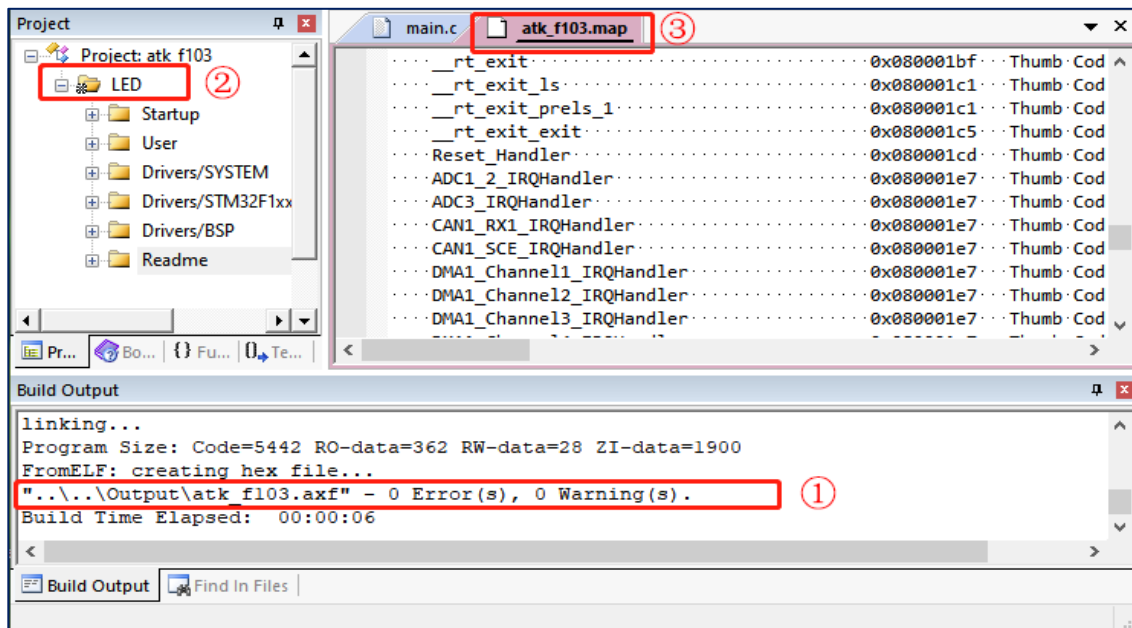 Project
Project: atk_f103
LED
②
Startup
User
Drivers/SYSTEM
Drivers/STM32F1xx
Drivers/BSP
Readme
Pr...
Bo...
{} Fu...
0 Te...
main.c
atk_f103.map
③
····__rt_exit·······························0x080001bf···Thumb·Cod
····__rt_exit_ls····························0x080001c1···Thumb·Cod
····__rt_exit_prels_1·······················0x080001c1···Thumb·Cod
····__rt_exit_exit··························0x080001c5···Thumb·Cod
····Reset_Handler···························0x080001cd···Thumb·Cod
····ADC1_2_IRQHandler·······················0x080001e7···Thumb·Cod
····ADC3_IRQHandler·························0x080001e7···Thumb·Cod
····CAN1_RX1_IRQHandler·····················0x080001e7···Thumb·Cod
····CAN1_SCE_IRQHandler·····················0x080001e7···Thumb·Cod
····DMA1_Channel1_IRQHandler················0x080001e7···Thumb·Cod
····DMA1_Channel2_IRQHandler················0x080001e7···Thumb·Cod
····DMA1_Channel3_IRQHandler················0x080001e7···Thumb·Cod
Build Output
linking...
Program Size: Code=5442 RO-data=362 RW-data=28 ZI-data=1900
FromELF: creating hex file...
"..\..\Output\atk_f103.axf" - 0 Error(s), 0 Warning(s).
①
Build Time Elapsed:  00:00:06
Build Output
Find In Files